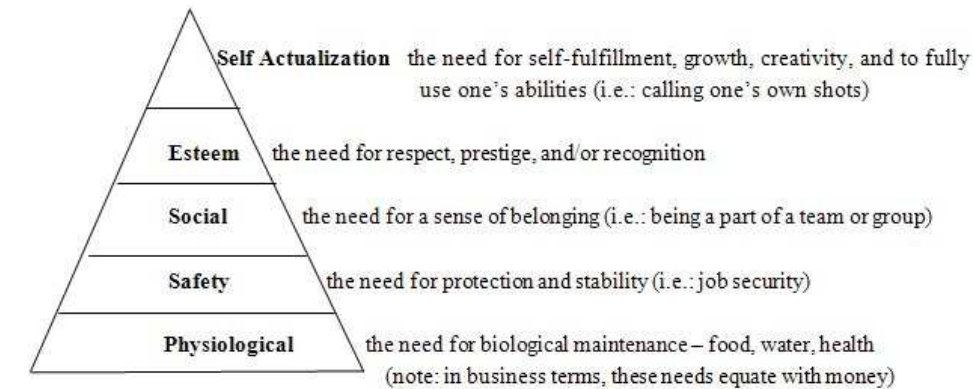 Self Actualization the need for self-fulfillment, growth, creativity, and to fully
use one's abilities (i.e.: calling one's own shots)
Esteem the need for respect, prestige, and/or recognition
Social the need for a sense of belonging (i.e.: being a part of a team or group)
Safety the need for protection and stability (i.e.: job security)
Physiological the need for biological maintenance – food, water, health
(note: in business terms, these needs equate with money)